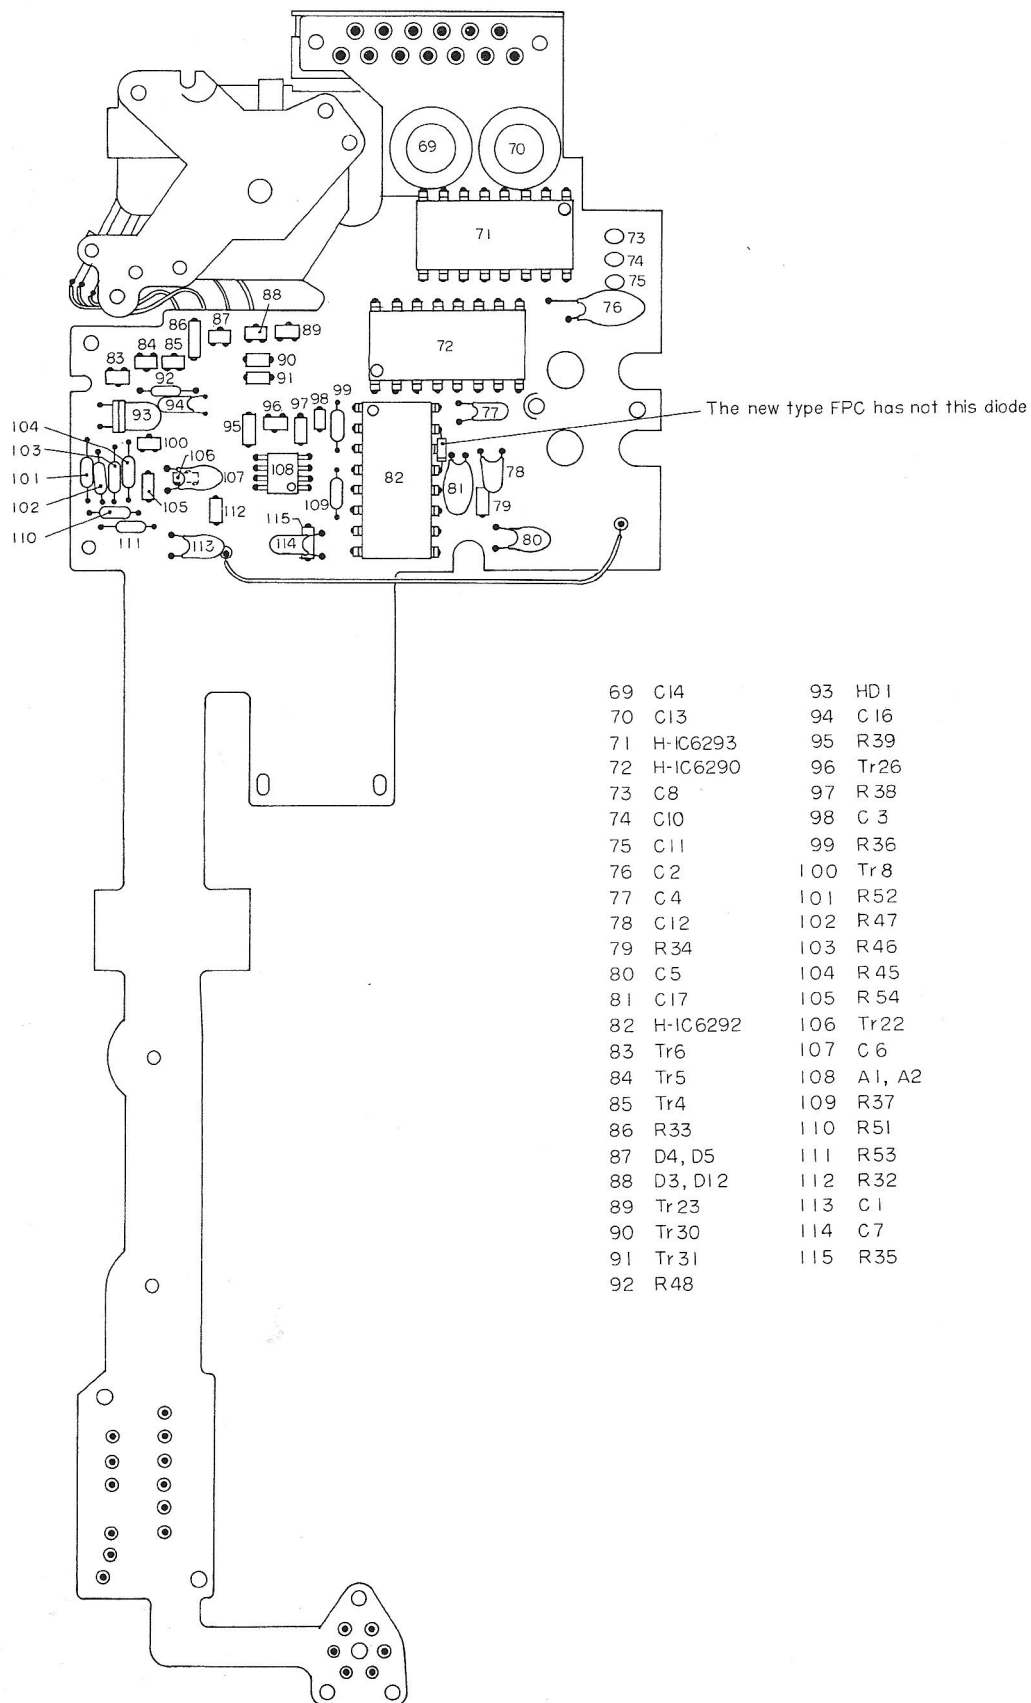 69
70
71
73
74
75
76
88
87
86
89
72
84
85
83
90
91
92
99
98
97
96
95
94
93
77
The new type FPC has not this diode
104
103
101
102
110
100
106
107
108
105
112
109
82
81
78
79
115
111
113
114
80
69 C14
70 C13
71 H-IC6293
72 H-IC6290
73 C8
74 C10
75 C11
76 C2
77 C4
78 C12
79 R34
80 C5
81 C17
82 H-IC6292
83 Tr6
84 Tr5
85 Tr4
86 R33
87 D4, D5
88 D3, D12
89 Tr23
90 Tr30
91 Tr31
92 R48
93 HD1
94 C16
95 R39
96 Tr26
97 R38
98 C3
99 R36
100 Tr8
101 R52
102 R47
103 R46
104 R45
105 R54
106 Tr22
107 C6
108 A1, A2
109 R37
110 R51
111 R53
112 R32
113 C1
114 C7
115 R35